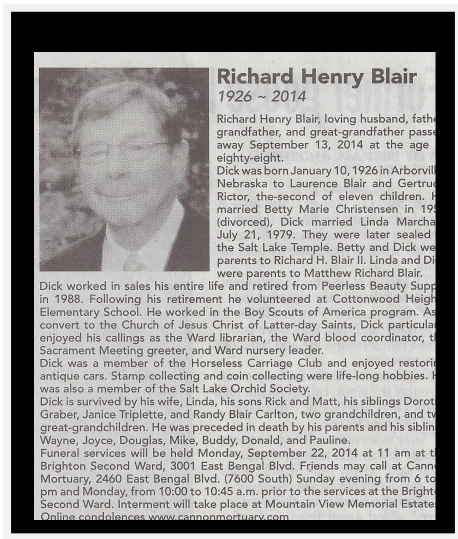 Richard Henry Blair
1926 ~ 2014
Richard Henry Blair, loving husband, fathe
grandfather, and great-grandfather passe
away September 13, 2014 at the age
eighty-eight.
Dick was born January 10, 1926 in Arborvill
Nebraska to Laurence Blair and Gertrud
Rictor, the-second of eleven children. H
married Betty Marie Christensen in 195
(divorced), Dick married Linda Marcha
July 21, 1979. They were later sealed
the Salt Lake Temple. Betty and Dick we
parents to Richard H. Blair II. Linda and Di
were parents to Matthew Richard Blair.
Dick worked in sales his entire life and retired from Peerless Beauty Supp
in 1988. Following his retirement he volunteered at Cottonwood Heigh
Elementary School. He worked in the Boy Scouts of America program. As
convert to the Church of Jesus Christ of Latter-day Saints, Dick particular
enjoyed his callings as the Ward librarian, the Ward blood coordinator, th
Sacrament Meeting greeter, and Ward nursery leader.
Dick was a member of the Horseless Carriage Club and enjoyed restorin
antique cars. Stamp collecting and coin collecting were life-long hobbies. H
was also a member of the Salt Lake Orchid Society.
Dick is survived by his wife, Linda, his sons Rick and Matt, his siblings Doroth
Graber, Janice Triplette, and Randy Blair Carlton, two grandchildren, and tw
great-grandchildren. He was preceded in death by his parents and his siblin
Wayne, Joyce, Douglas, Mike, Buddy, Donald, and Pauline.
Funeral services will be held Monday, September 22, 2014 at 11 am at th
Brighton Second Ward, 3001 East Bengal Blvd. Friends may call at Canno
Mortuary, 2460 East Bengal Blvd. (7600 South) Sunday evening from 6 to
pm and Monday, from 10:00 to 10:45 a.m. prior to the services at the Bright
Second Ward. Interment will take place at Mountain View Memorial Estate
Online condolences www.cannonmortuary.com